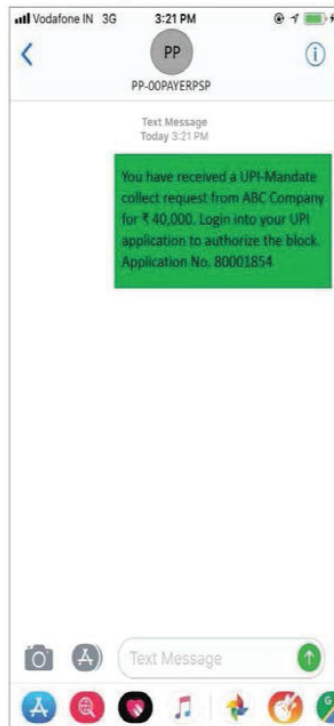 Vodafone IN 3G 3:21 PM
PP
PP-00PAYERPSP
Text Message
Today 3:21 PM
You have received a UPI-Mandate
collect request from ABC Company
for ₹ 40,000. Login into your UPI
application to authorize the block.
Application No. 80001854
Text Message